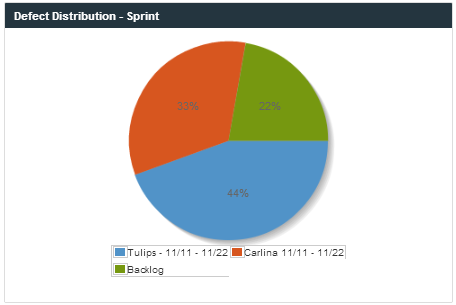 Defect Distribution - Sprint
33%
22%
44%
Tulips - 11/11 - 11/22 Carlina 11/11 - 11/22
Backlog